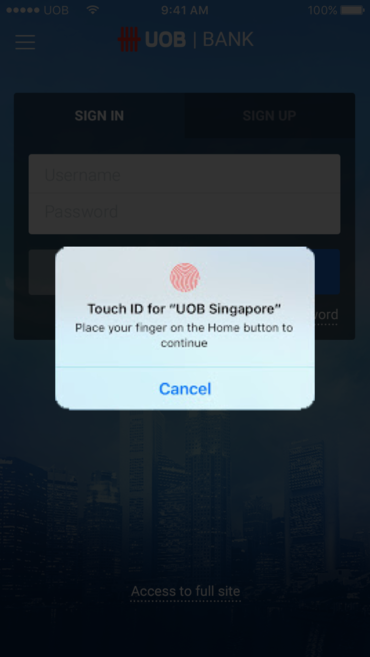 UOB 9:41 AM 100%
UOB | BANK
SIGN IN SIGN UP
Username
Password
Touch ID for “UOB Singapore”
Place your finger on the Home button to
continue
Cancel
Access to full site